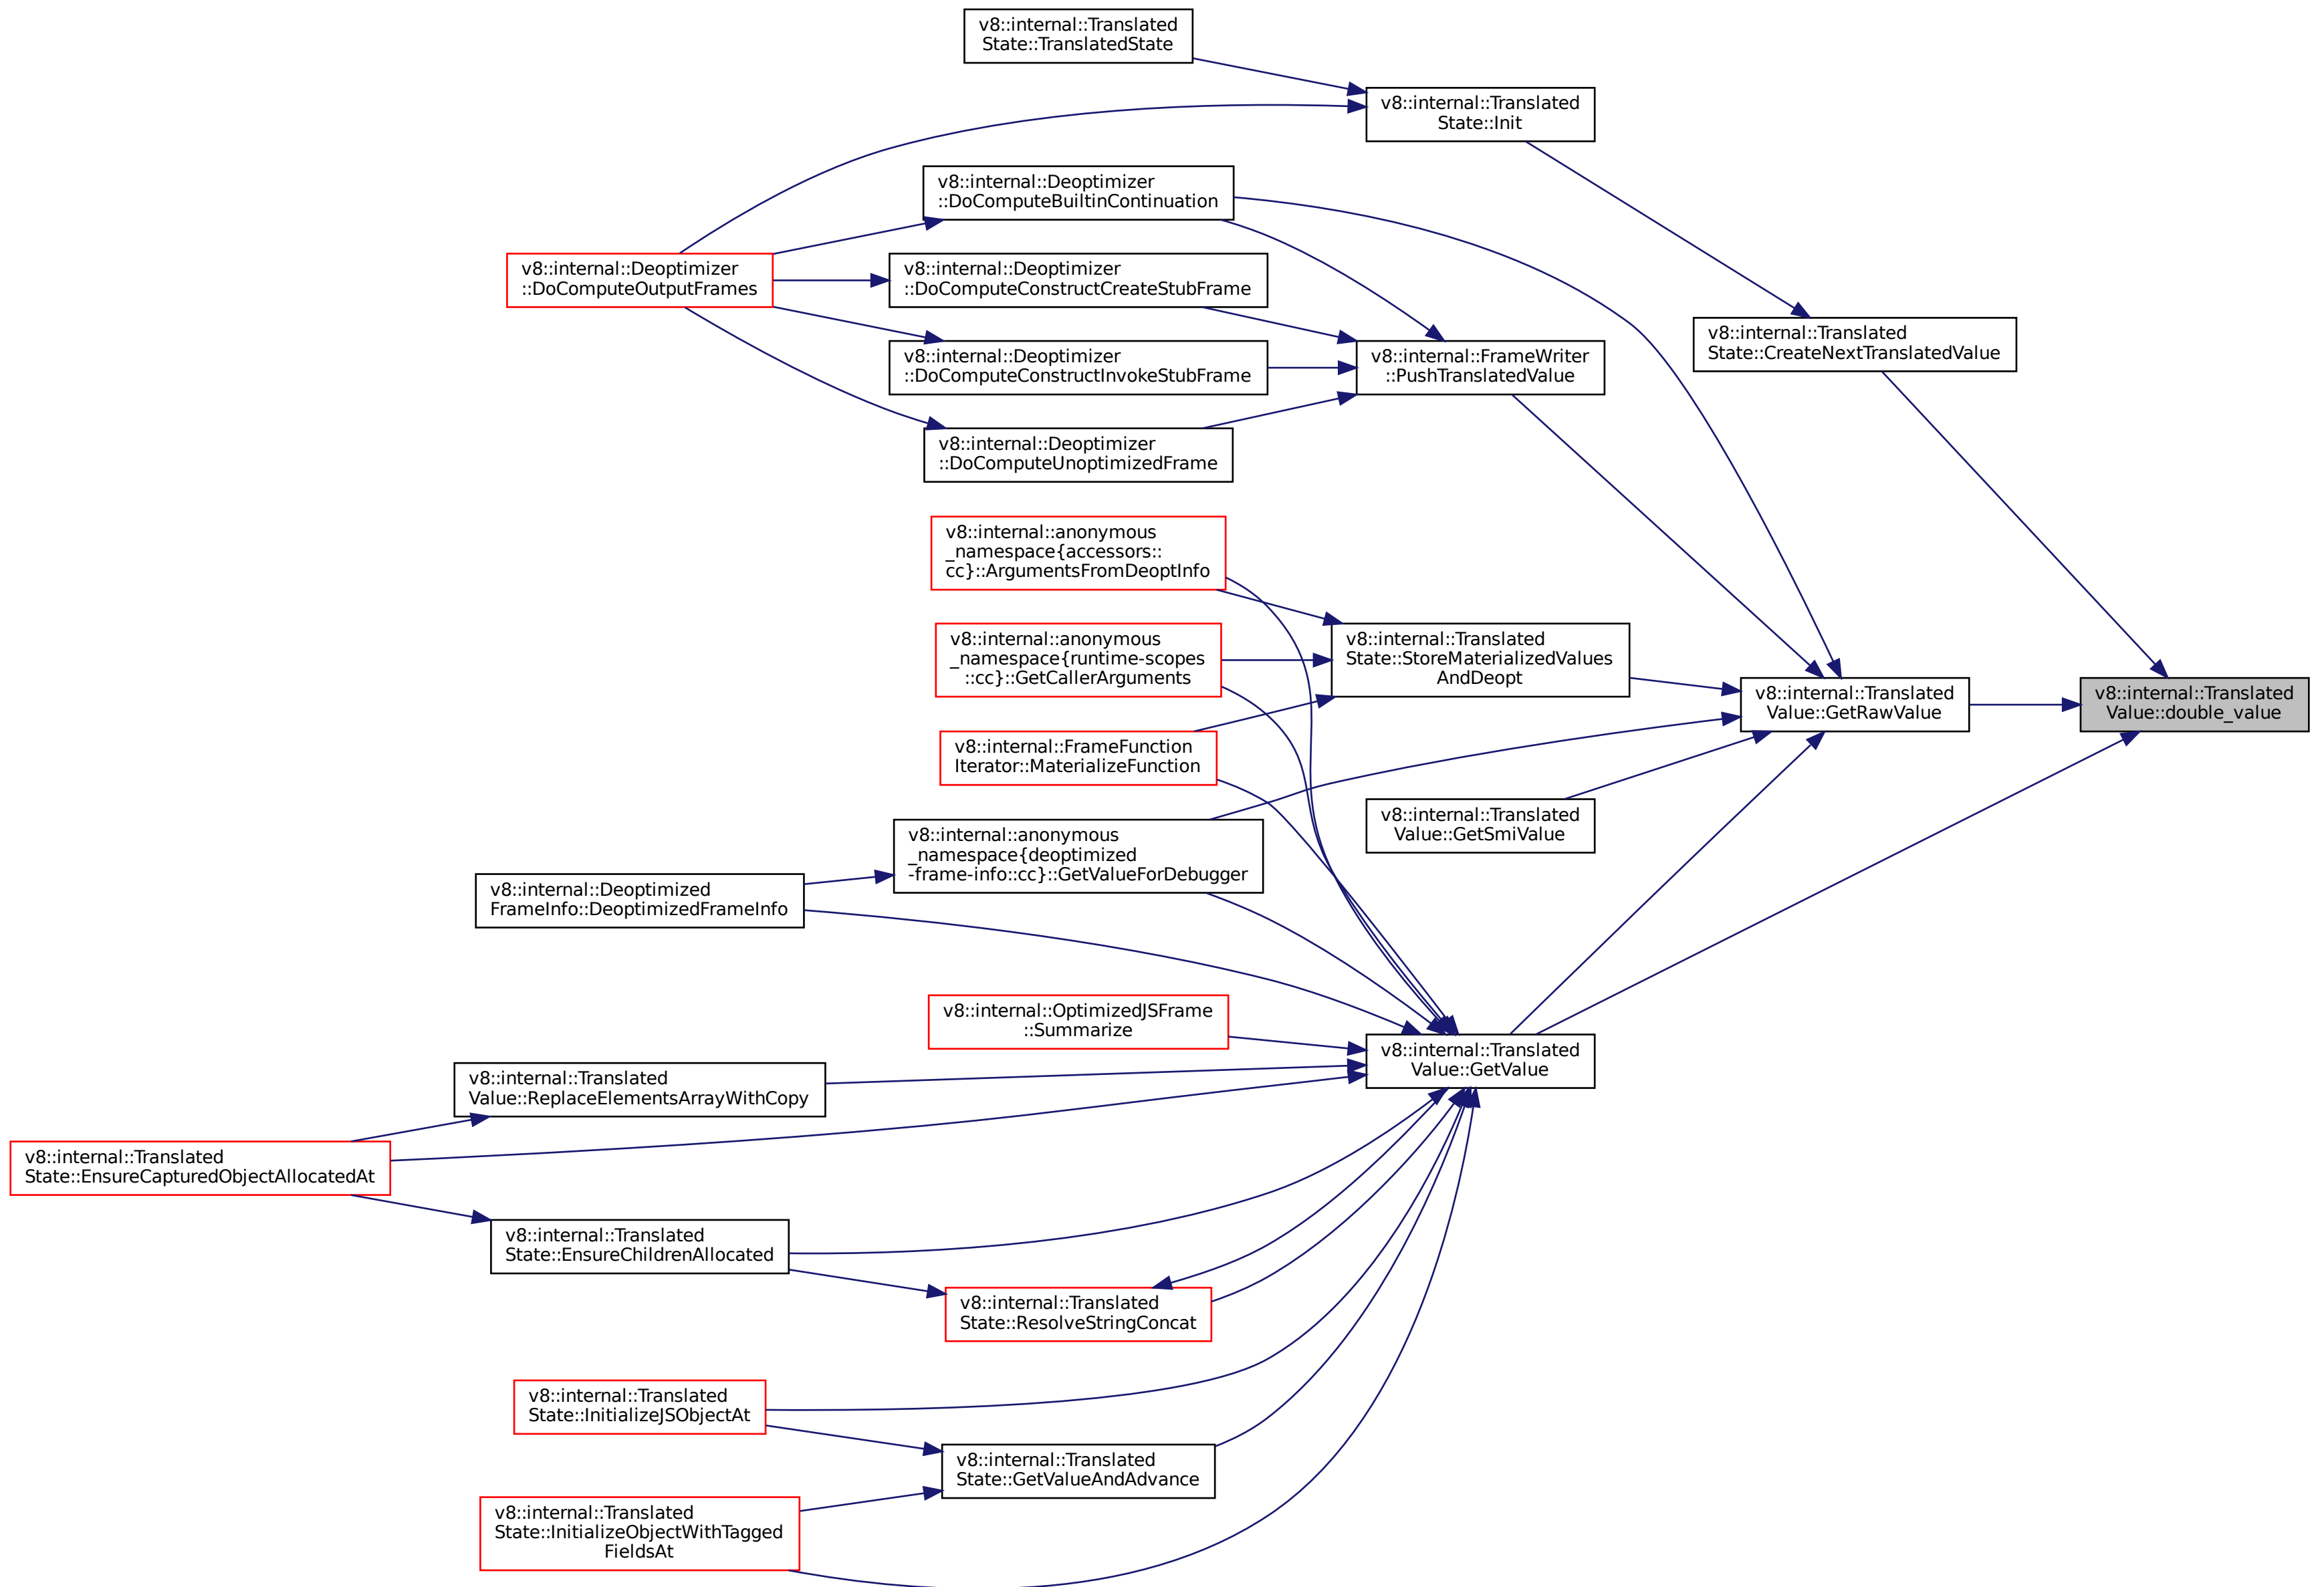 v8::internal::Translated
State::TranslatedState
v8::internal::Translated
State::Init
v8::internal::Deoptimizer
::DoComputeBuiltinContinuation
v8::internal::Deoptimizer
::DoComputeOutputFrames
v8::internal::Deoptimizer
::DoComputeConstructCreateStubFrame
v8::internal::Translated
State::CreateNextTranslatedValue
v8::internal::Deoptimizer
::DoComputeConstructInvokeStubFrame
v8::internal::FrameWriter
::PushTranslatedValue
v8::internal::Deoptimizer
::DoComputeUnoptimizedFrame
v8::internal::anonymous
_namespace{accessors::
cc}::ArgumentsFromDeoptInfo
v8::internal::anonymous
_namespace{runtime-scopes
::cc}::GetCallerArguments
v8::internal::Translated
State::StoreMaterializedValues
AndDeopt
v8::internal::Translated
Value::GetRawValue
v8::internal::Translated
Value::double_value
v8::internal::FrameFunction
Iterator::MaterializeFunction
v8::internal::Translated
Value::GetSmiValue
v8::internal::anonymous
_namespace{deoptimized
-frame-info::cc}::GetValueForDebugger
v8::internal::Deoptimized
FrameInfo::DeoptimizedFrameInfo
v8::internal::OptimizedJSFrame
::Summarize
v8::internal::Translated
Value::GetValue
v8::internal::Translated
Value::ReplaceElementsArrayWithCopy
v8::internal::Translated
State::EnsureCapturedObjectAllocatedAt
v8::internal::Translated
State::EnsureChildrenAllocated
v8::internal::Translated
State::ResolveStringConcat
v8::internal::Translated
State::InitializeJSObjectAt
v8::internal::Translated
State::GetValueAndAdvance
v8::internal::Translated
State::InitializeObjectWithTagged
FieldsAt